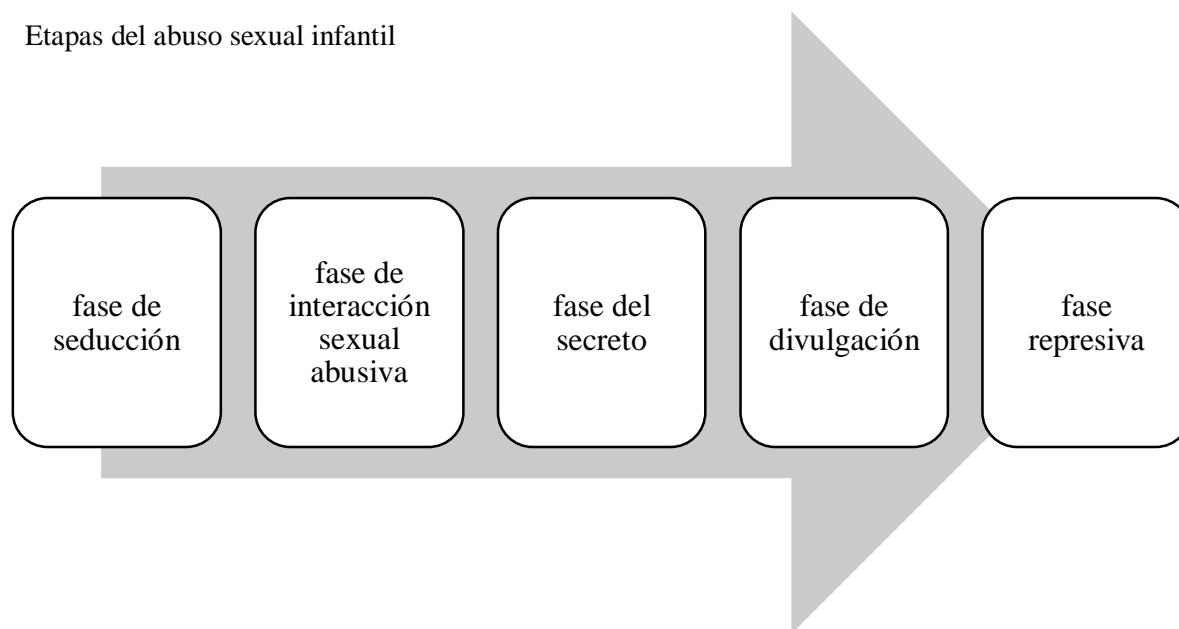 Etapas del abuso sexual infantil
fase de
seducción
fase de
interacción
sexual
abusiva
fase del
secreto
fase de
divulgación
fase
represiva